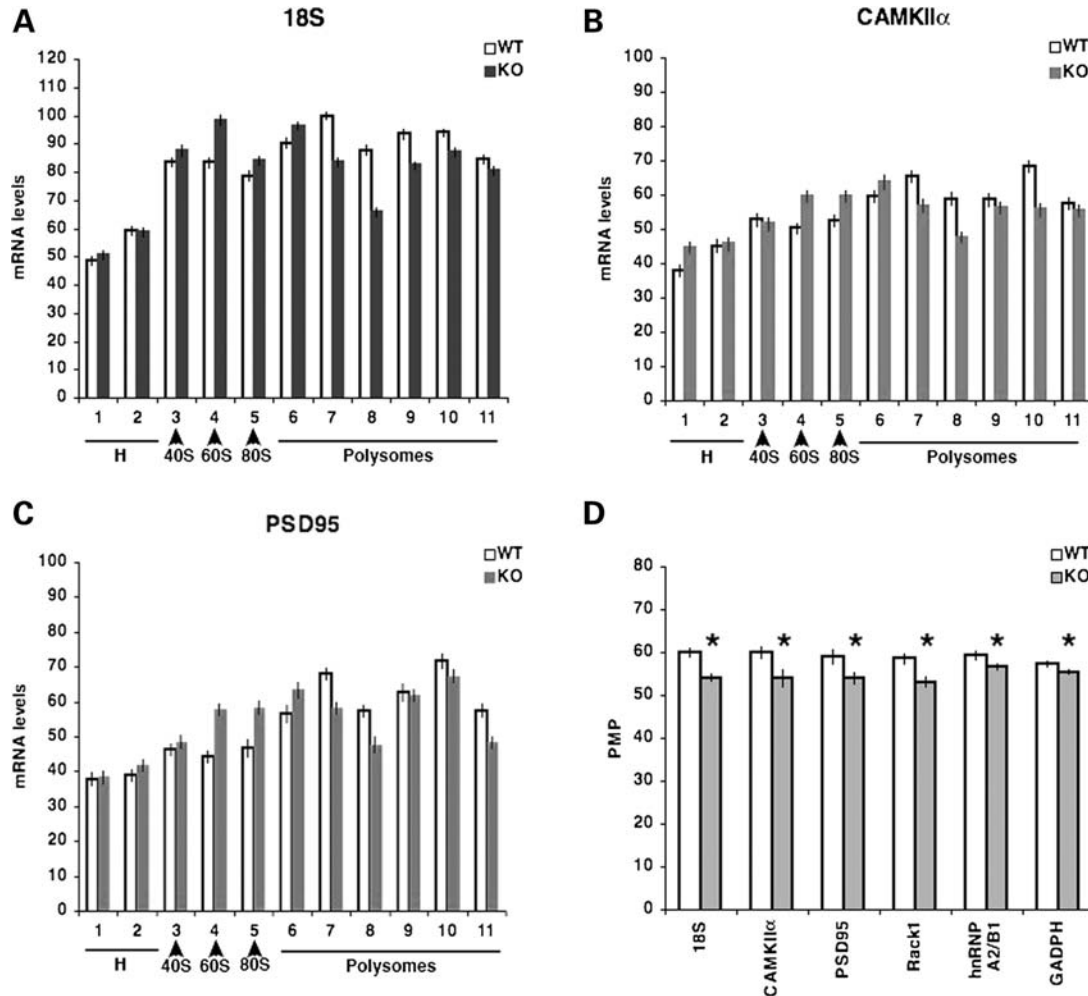 A
18S
WT
KO
mRNA levels
120
110
100
90
80
70
60
50
40
30
20
10
0
1 2 3 4 5 6 7 8 9 10 11
H 40S 60S 80S Polysomes
B
CAMKIIα
WT
KO
mRNA levels
100
90
80
70
60
50
40
30
20
10
0
1 2 3 4 5 6 7 8 9 10 11
H 40S 60S 80S Polysomes
C
PSD95
WT
KO
mRNA levels
100
90
80
70
60
50
40
30
20
10
0
1 2 3 4 5 6 7 8 9 10 11
H 40S 60S 80S Polysomes
D
WT
KO
PMP
80
70
60
50
40
30
20
10
0
* * * * * *
18S
CAMKIIα
PSD95
Rack1
hnRNP
A2/B1
GADPH